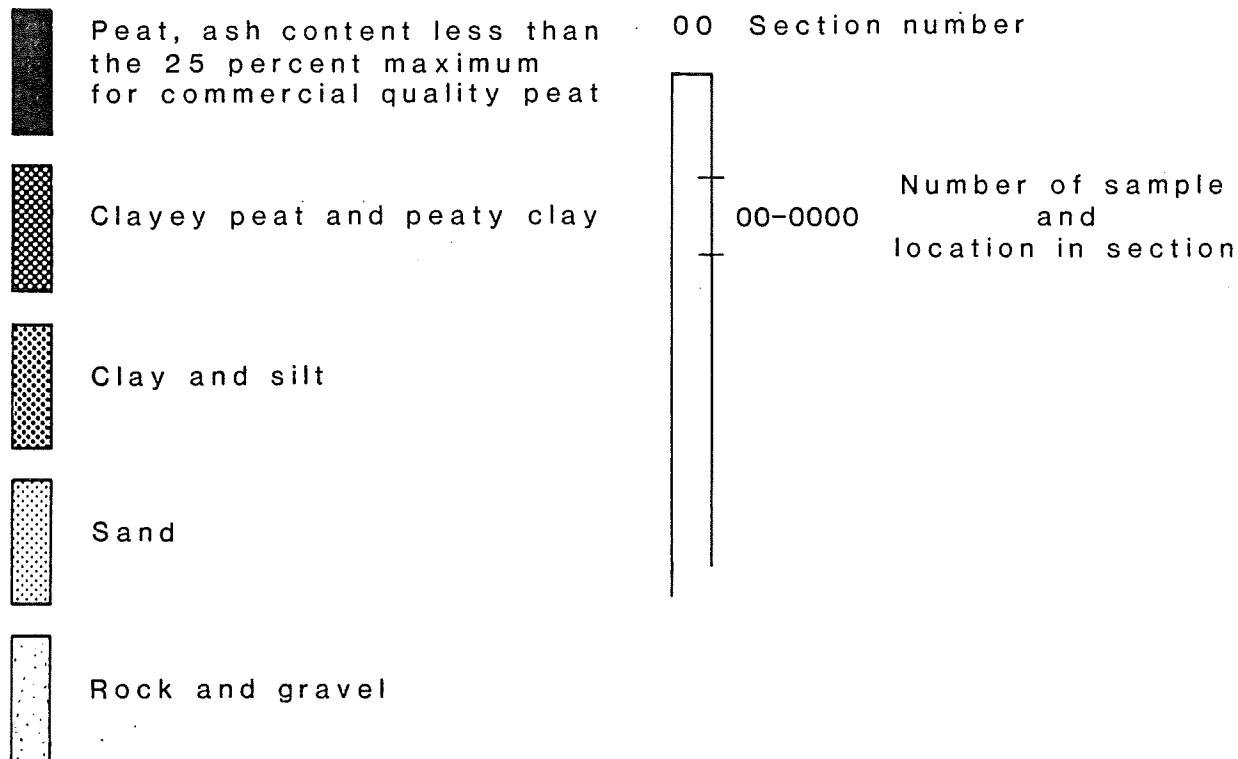 Peat, ash content less than
the 25 percent maximum
for commercial quality peat
Clayey peat and peaty clay
Clay and silt
Sand
Rock and gravel
00 Section number
00-0000
Number of sample
and
location in section